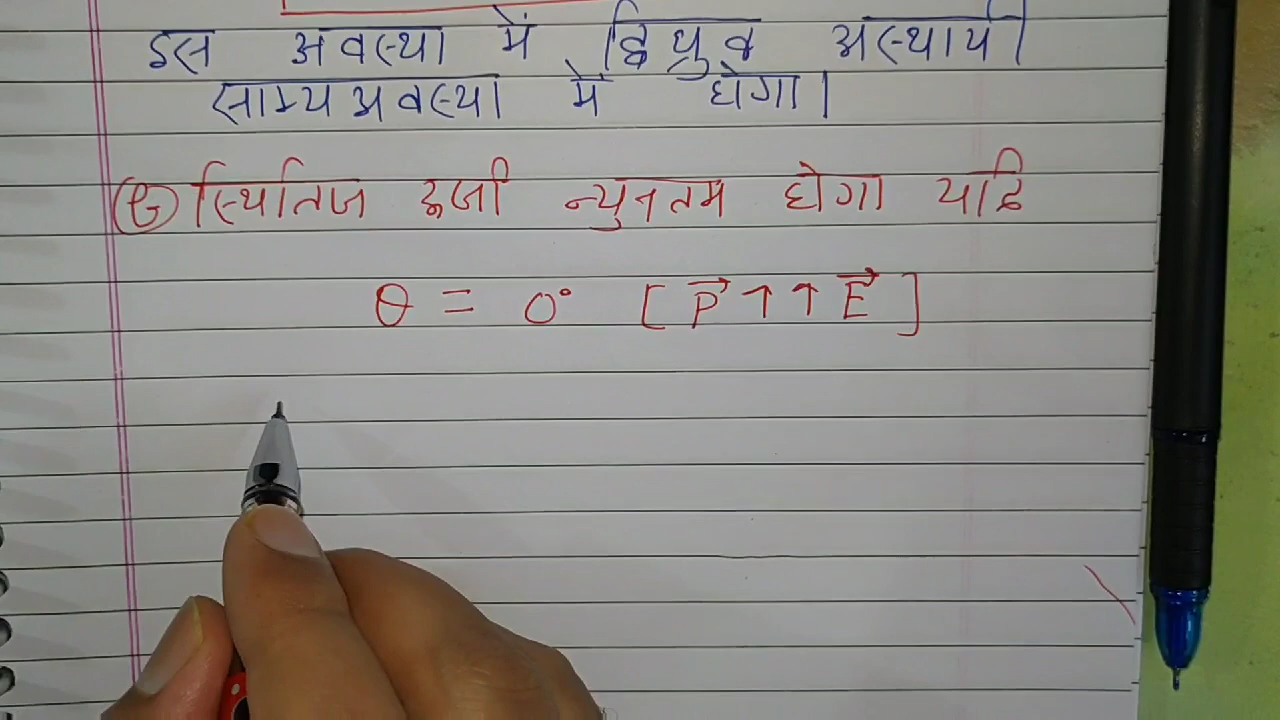 इस अवस्था में द्विध्रुव अस्थायी
साम्यअवस्था में होगा।
(b) स्थितिज ऊर्जा न्युनतम होगा यदि
θ = 0° [ P⃗ ↑ ↑ E⃗ ]